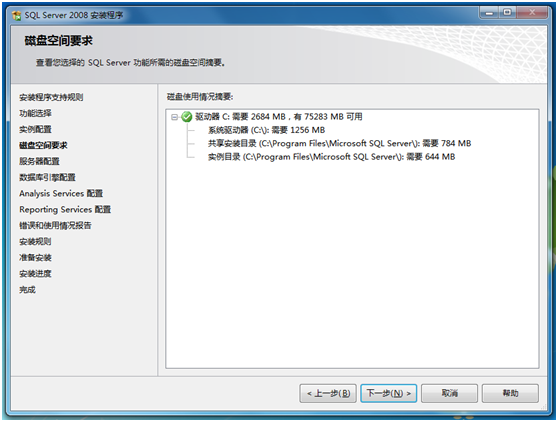 SQL Server 2008 安装程序
磁盘空间要求
查看您选择的 SQL Server 功能所需的磁盘空间摘要。
安装程序支持规则
功能选择
实例配置
磁盘空间要求
服务器配置
数据库引擎配置
Analysis Services 配置
Reporting Services 配置
错误和使用情况报告
安装规则
准备安装
安装进度
完成
磁盘使用情况摘要:
驱动器 C: 需要 2684 MB，有 75283 MB 可用
系统驱动器 (C:\): 需要 1256 MB
共享安装目录 (C:\Program Files\Microsoft SQL Server\): 需要 784 MB
实例目录 (C:\Program Files\Microsoft SQL Server\): 需要 644 MB
< 上一步(B)
下一步(N) >
取消
帮助